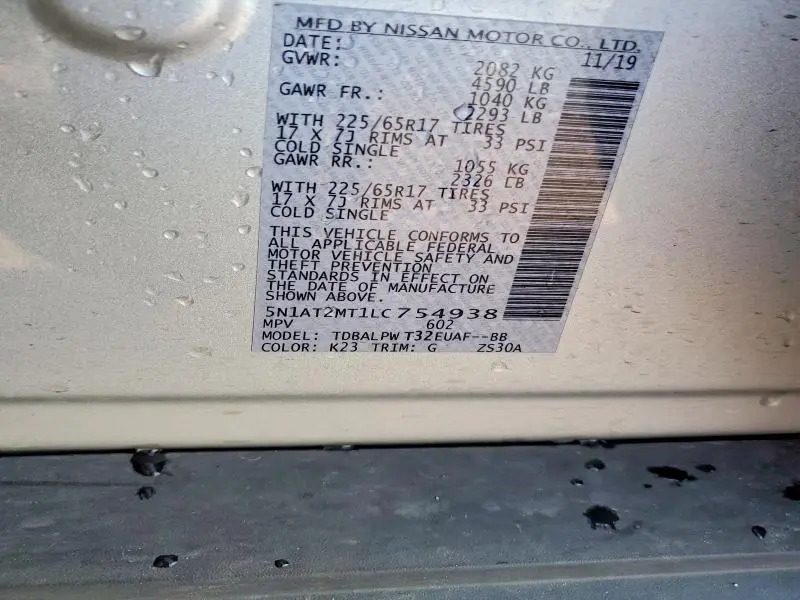 MFD BY NISSAN MOTOR CO., LTD.
DATE: 11/19
GVWR: 2082 KG
4590 LB
GAWR FR.: 1040 KG
2293 LB
WITH 225/65R17 TIRES
17 X 7J RIMS AT 33 PSI
COLD SINGLE
GAWR RR.: 1055 KG
2326 LB
WITH 225/65R17 TIRES
17 X 7J RIMS AT 33 PSI
COLD SINGLE
THIS VEHICLE CONFORMS TO
ALL APPLICABLE FEDERAL
MOTOR VEHICLE SAFETY AND
THEFT PREVENTION
STANDARDS IN EFFECT ON
THE DATE OF MANUFACTURE
SHOWN ABOVE.
5N1AT2MT1LC754938
MPV 602
MODEL: TDBALPW T32EUAF--BB
COLOR: K23 TRIM: G ZS30A